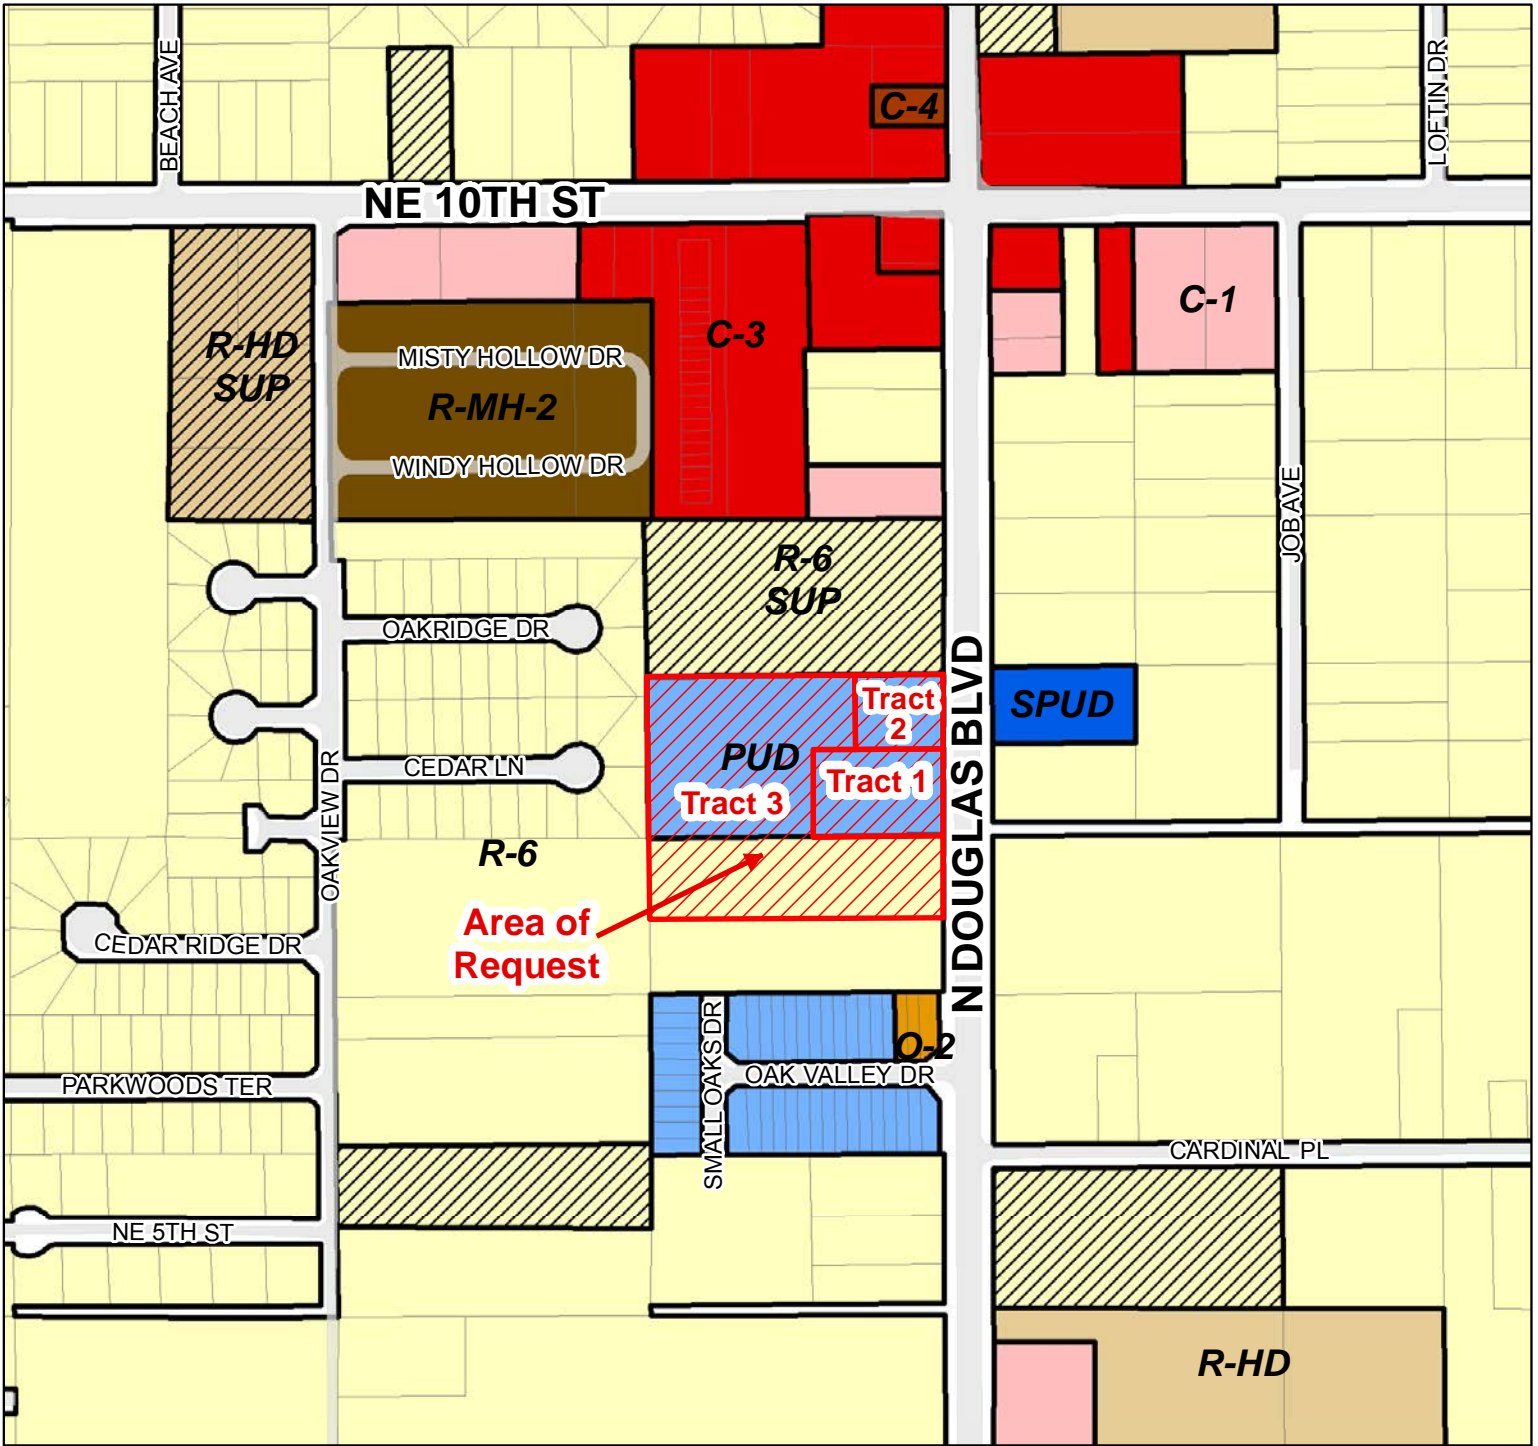 BEACH AVE
LOFTIN DR
C-4
NE 10TH ST
C-1
R-HD
SUP
C-3
MISTY HOLLOW DR
R-MH-2
WINDY HOLLOW DR
JOB AVE
R-6
SUP
OAKRIDGE DR
N DOUGLAS BLVD
Tract
2
SPUD
PUD
CEDAR LN
Tract 1
Tract 3
OAKVIEW DR
R-6
Area of
Request
CEDAR RIDGE DR
O-2
SMALL OAKS DR
OAK VALLEY DR
PARKWOODS TER
CARDINAL PL
NE 5TH ST
R-HD